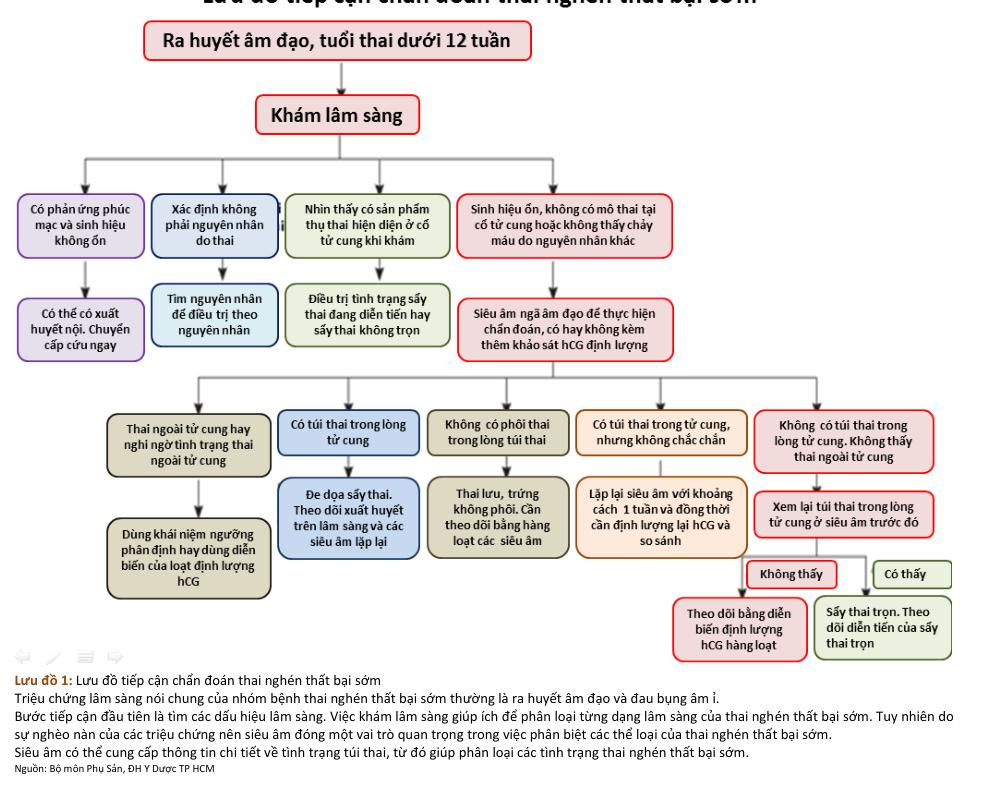 Lưu đồ tiếp cận chẩn đoán thai nghén thất bại sớm
Ra huyết âm đạo, tuổi thai dưới 12 tuần
Khám lâm sàng
Có phản ứng phúc
mạc và sinh hiệu
không ổn
Xác định không
phải nguyên nhân
do thai
Nhìn thấy có sản phẩm
thụ thai hiện diện ở cổ
tử cung khi khám
Sinh hiệu ổn, không có mô thai tại
cổ tử cung hoặc không thấy chảy
máu do nguyên nhân khác
Có thể có xuất
huyết nội. Chuyển
cấp cứu ngay
Tìm nguyên nhân
để điều trị theo
nguyên nhân
Điều trị tình trạng sẩy
thai đang diễn tiến hay
sẩy thai không trọn
Siêu âm ngã âm đạo để thực hiện
chẩn đoán, có hay không kèm
thêm khảo sát hCG định lượng
Thai ngoài tử cung hay
nghi ngờ tình trạng thai
ngoài tử cung
Có túi thai trong lòng
tử cung
Không có phôi thai
trong lòng túi thai
Có túi thai trong tử cung,
nhưng không chắc chắn
Không có túi thai trong
lòng tử cung. Không thấy
thai ngoài tử cung
Dùng khái niệm ngưỡng
phân định hay dùng diễn
biến của loạt định lượng
hCG
Đe dọa sẩy thai.
Theo dõi xuất huyết
trên lâm sàng và các
siêu âm lặp lại
Thai lưu, trứng
không phôi. Cần
theo dõi bằng hàng
loạt các siêu âm
Lặp lại siêu âm với khoảng
cách 1 tuần và đồng thời
cần định lượng lại hCG và
so sánh
Xem lại túi thai trong lòng
tử cung ở siêu âm trước đó
Không thấy
Có thấy
Theo dõi bằng diễn
biến định lượng
hCG hàng loạt
Sẩy thai trọn. Theo
dõi diễn tiến của sẩy
thai trọn
Lưu đồ 1: Lưu đồ tiếp cận chẩn đoán thai nghén thất bại sớm
Triệu chứng lâm sàng nói chung của nhóm bệnh thai nghén thất bại sớm thường là ra huyết âm đạo và đau bụng âm ỉ.
Bước tiếp cận đầu tiên là tìm các dấu hiệu lâm sàng. Việc khám lâm sàng giúp ích để phân loại từng dạng lâm sàng của thai nghén thất bại sớm. Tuy nhiên do
sự nghèo nàn của các triệu chứng nên siêu âm đóng một vai trò quan trọng trong việc phân biệt các thể loại của thai nghén thất bại sớm.
Siêu âm có thể cung cấp thông tin chi tiết về tình trạng túi thai, từ đó giúp phân loại các tình trạng thai nghén thất bại sớm.
Nguồn: Bộ môn Phụ Sản, ĐH Y Dược TP HCM